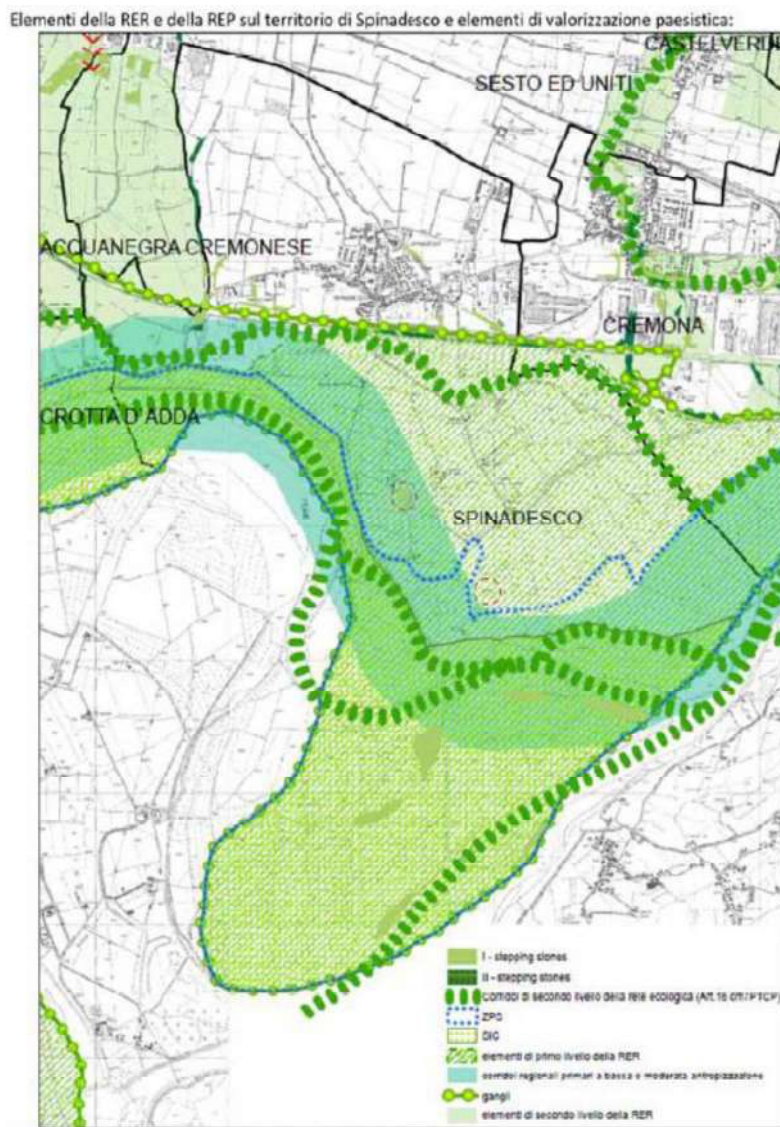 Elementi della RER e della REP sul territorio di Spinadesco e elementi di valorizzazione paesistica:
CASTELVERDE
SESTO ED UNITI
ACQUANEGRA CREMONESE
CREMONA
CROTTA D'ADDA
SPINADESCO
I - stepping stones
II - stepping stones
Corridoi di secondo livello della rete ecologica (Art.16 cm7PTCP)
ZPS
SIC
elementi di primo livello della RER
corridoi regionali primari a bassa o moderata antropizzazione
gangli
elementi di secondo livello della RER